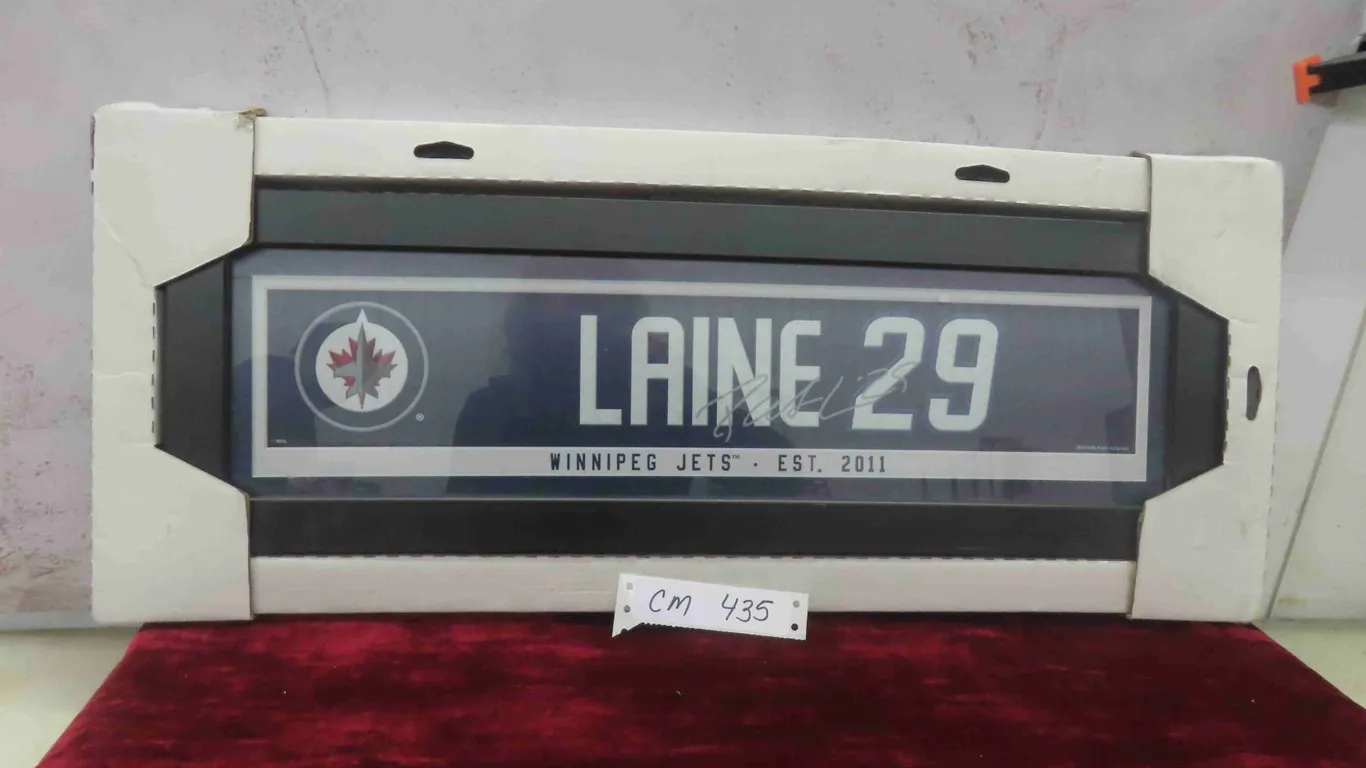 LAINE 29
WINNIPEG JETS™ · EST. 2011
CM 435